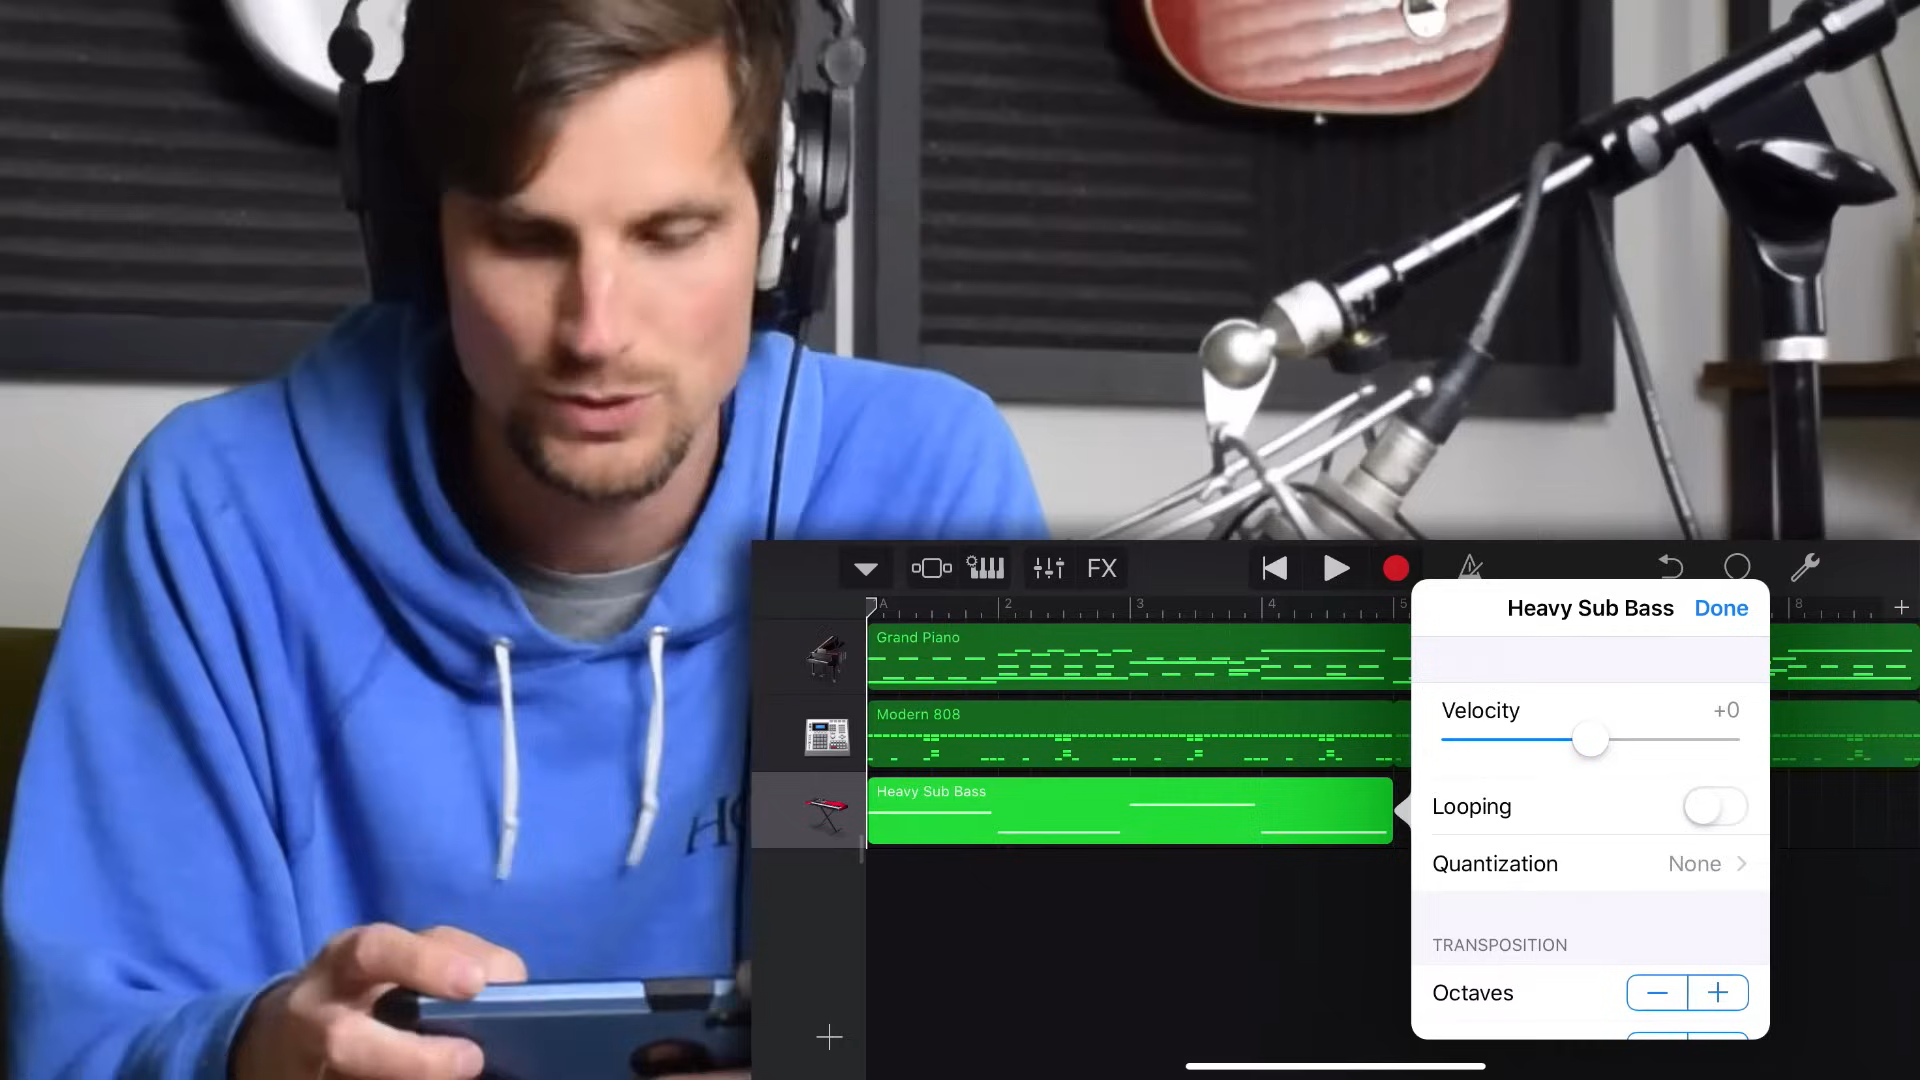 FX
A
2
3
4
5
8
Heavy Sub Bass Done
Grand Piano
Velocity +0
Modern 808
Heavy Sub Bass
Looping
Quantization None
TRANSPOSITION
Octaves